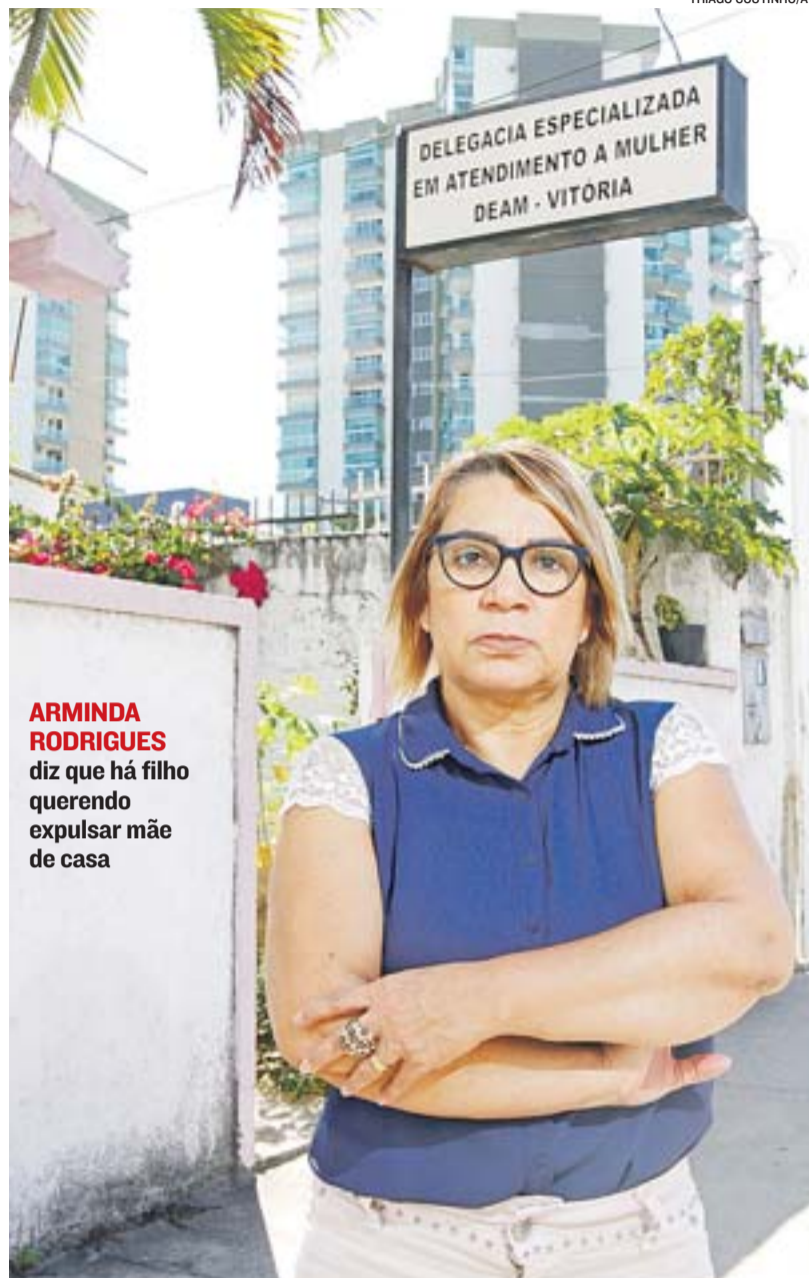 DELEGACIA ESPECIALIZADA
EM ATENDIMENTO A MULHER
DEAM - VITÓRIA
ARMINDA
RODRIGUES
diz que há filho
querendo
expulsar mãe
de casa